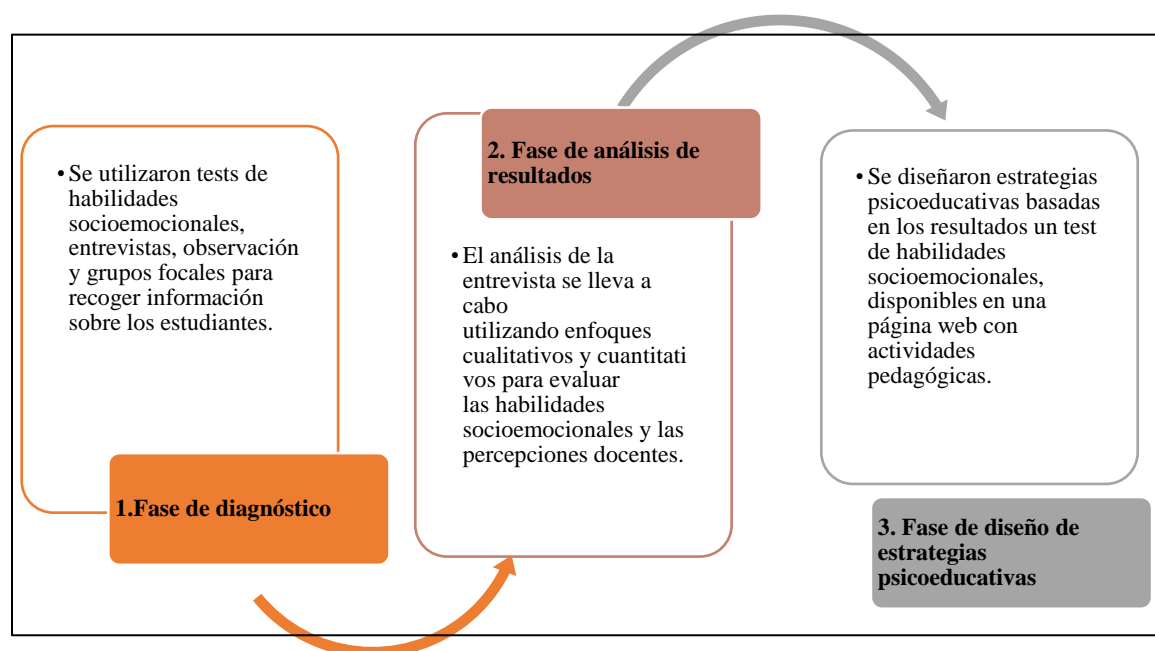 • Se utilizaron tests de
habilidades
socioemocionales,
entrevistas, observación
y grupos focales para
recoger información
sobre los estudiantes.
1.Fase de diagnóstico
2. Fase de análisis de
resultados
• El análisis de la
entrevista se lleva a
cabo
utilizando enfoques
cualitativos y cuantitati
vos para evaluar
las habilidades
socioemocionales y las
percepciones docentes.
• Se diseñaron estrategias
psicoeducativas basadas
en los resultados un test
de habilidades
socioemocionales,
disponibles en una
página web con
actividades
pedagógicas.
3. Fase de diseño de
estrategias
psicoeducativas